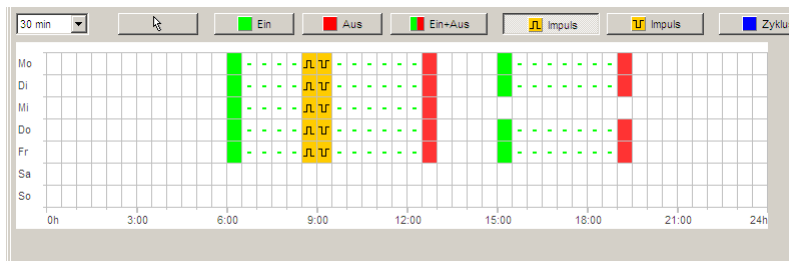 30 min Ein Aus Ein+Aus Impuls Impuls Zyklus
Mo
Di
Mi
Do
Fr
Sa
So
0h 3:00 6:00 9:00 12:00 15:00 18:00 21:00 24h